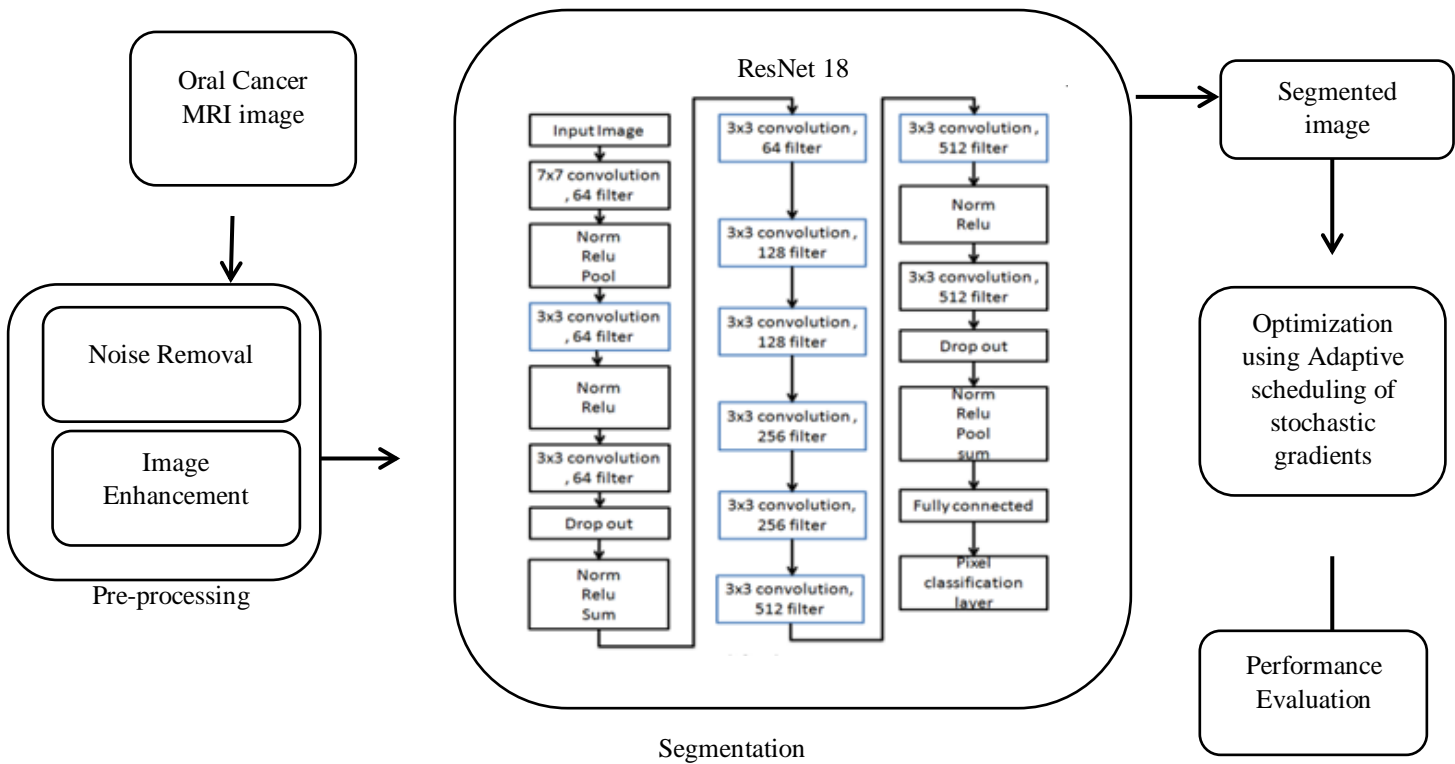 Oral Cancer
MRI image
Noise Removal
Image
Enhancement
Pre-processing
ResNet 18
Input Image
7x7 convolution
, 64 filter
Norm
Relu
Pool
3x3 convolution
, 64 filter
Norm
Relu
3x3 convolution
, 64 filter
Drop out
Norm
Relu
Sum
3x3 convolution ,
64 filter
3x3 convolution ,
128 filter
3x3 convolution ,
128 filter
3x3 convolution ,
256 filter
3x3 convolution,
256 filter
3x3 convolution,
512 filter
3x3 convolution ,
512 filter
Norm
Relu
3x3 convolution ,
512 filter
Drop out
Norm
Relu
Pool
sum
Fully connected
Pixel
classification
layer
Segmentation
Segmented
image
Optimization
using Adaptive
scheduling of
stochastic
gradients
Performance
Evaluation